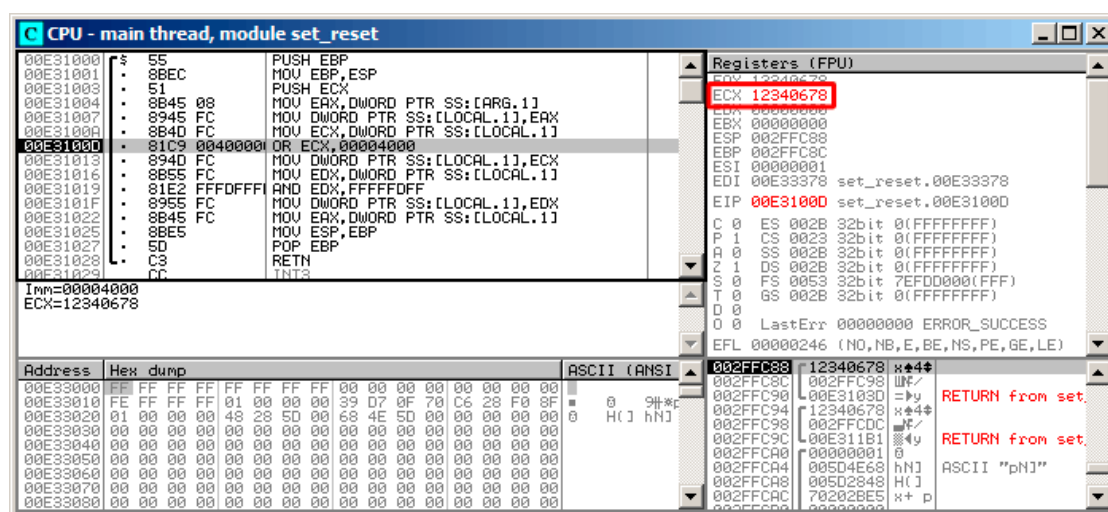 C CPU - main thread, module set_reset
00E31000 $ 55 PUSH EBP
00E31001 . 8BEC MOV EBP,ESP
00E31003 . 51 PUSH ECX
00E31004 . 8B45 08 MOV EAX,DWORD PTR SS:[ARG.1]
00E31007 . 8945 FC MOV DWORD PTR SS:[LOCAL.1],EAX
00E3100A . 8B4D FC MOV ECX,DWORD PTR SS:[LOCAL.1]
00E3100D . 81C9 00400000 OR ECX,00004000
00E31013 . 894D FC MOV DWORD PTR SS:[LOCAL.1],ECX
00E31016 . 8B55 FC MOV EDX,DWORD PTR SS:[LOCAL.1]
00E31019 . 81E2 FFFDFFFF AND EDX,FFFFFDFF
00E3101F . 8955 FC MOV DWORD PTR SS:[LOCAL.1],EDX
00E31022 . 8B45 FC MOV EAX,DWORD PTR SS:[LOCAL.1]
00E31025 . 8BE5 MOV ESP,EBP
00E31027 . 5D POP EBP
00E31028 . C3 RETN
00E31029 CC INT3
Imm=00004000
ECX=12340678
Registers (FPU)
EAX 12340678
ECX 12340678
EDX 00000000
EBX 00000000
ESP 002FFC88
EBP 002FFC8C
ESI 00000001
EDI 00E33378 set_reset.00E33378
EIP 00E3100D set_reset.00E3100D
C 0 ES 002B 32bit 0(FFFFFFFF)
P 1 CS 0023 32bit 0(FFFFFFFF)
A 0 SS 002B 32bit 0(FFFFFFFF)
Z 1 DS 002B 32bit 0(FFFFFFFF)
S 0 FS 0053 32bit 7EFDD000(FFF)
T 0 GS 002B 32bit 0(FFFFFFFF)
D 0
O 0 LastErr 00000000 ERROR_SUCCESS
EFL 00000246 (NO,NB,E,BE,NS,PE,GE,LE)
Address Hex dump ASCII (ANSI
00E33000 FF FF FF FF FF FF FF FF 00 00 00 00 00 00 00 00
00E33010 FE FF FF FF 01 00 00 00 39 D7 0F 70 C6 28 F0 8F
00E33020 01 00 00 00 48 28 5D 00 68 4E 5D 00 00 00 00 00 H(] hN]
00E33030 00 00 00 00 00 00 00 00 00 00 00 00 00 00 00 00
00E33040 00 00 00 00 00 00 00 00 00 00 00 00 00 00 00 00
00E33050 00 00 00 00 00 00 00 00 00 00 00 00 00 00 00 00
00E33060 00 00 00 00 00 00 00 00 00 00 00 00 00 00 00 00
00E33070 00 00 00 00 00 00 00 00 00 00 00 00 00 00 00 00
00E33080 00 00 00 00 00 00 00 00 00 00 00 00 00 00 00 00
002FFC88 12340678 x♠4‡
002FFC8C 002FFC98
002FFC90 00E3103D RETURN from set_
002FFC94 12340678 x♠4‡
002FFC98 002FFCDC
002FFC9C 00E311B1 RETURN from set_
002FFCA0 00000001
002FFCA4 005D4E68 hN] ASCII "pN]"
002FFCA8 005D2848 H(]
002FFCAC 70202BE5 x+ p